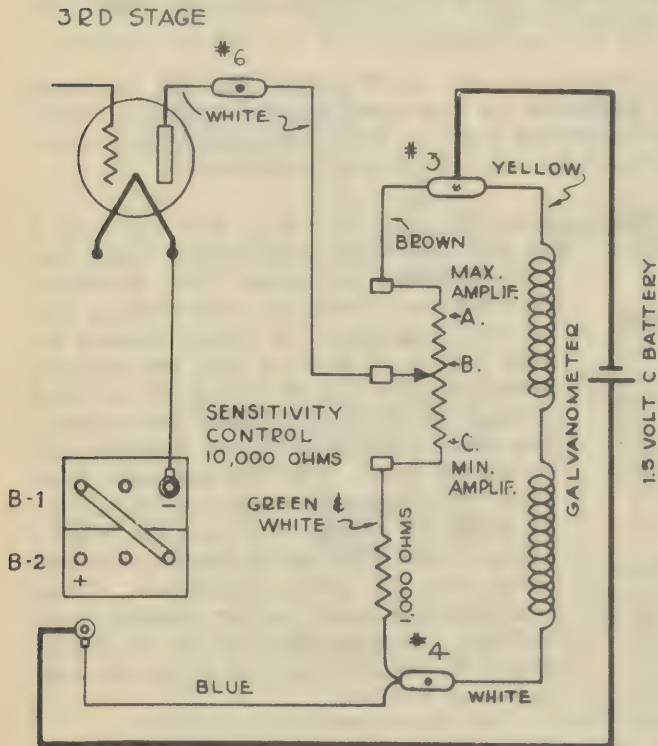 3RD STAGE
#6
WHITE
#3
YELLOW
BROWN
MAX.
AMPLIF.
A.
B.
C.
MIN.
AMPLIF.
SENSITIVITY
CONTROL
10,000 OHMS
GALVANOMETER
1.5 VOLT C BATTERY
B-1
−
B-2
+
GREEN &
WHITE
1,000 OHMS
#4
BLUE
WHITE